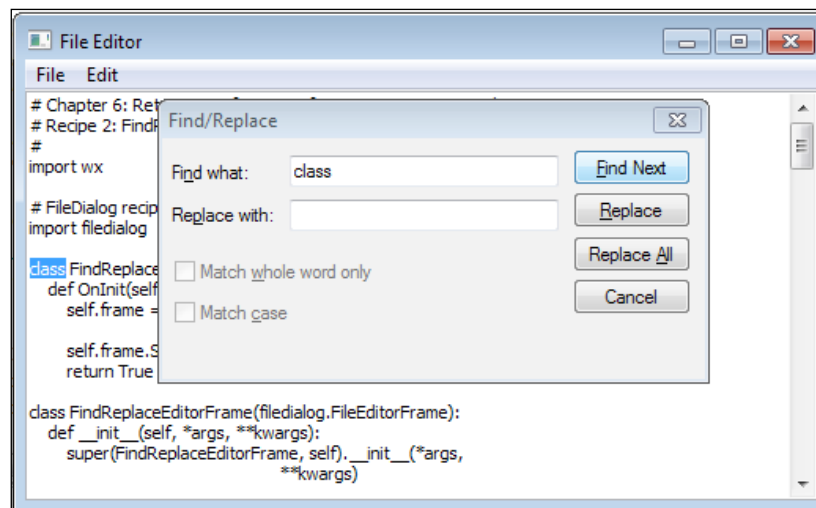 File Editor
File Edit
# Chapter 6: Ret
# Recipe 2: FindR
#
import wx
# FileDialog recip
import filedialog
class FindReplace
def OnInit(self
self.frame =
self.frame.S
return True
class FindReplaceEditorFrame(filedialog.FileEditorFrame):
def __init__(self, *args, **kwargs):
super(FindReplaceEditorFrame, self).__init__(*args,
**kwargs)
Find/Replace
Find what: class Find Next
Replace with: Replace
Replace All
Match whole word only
Cancel
Match case